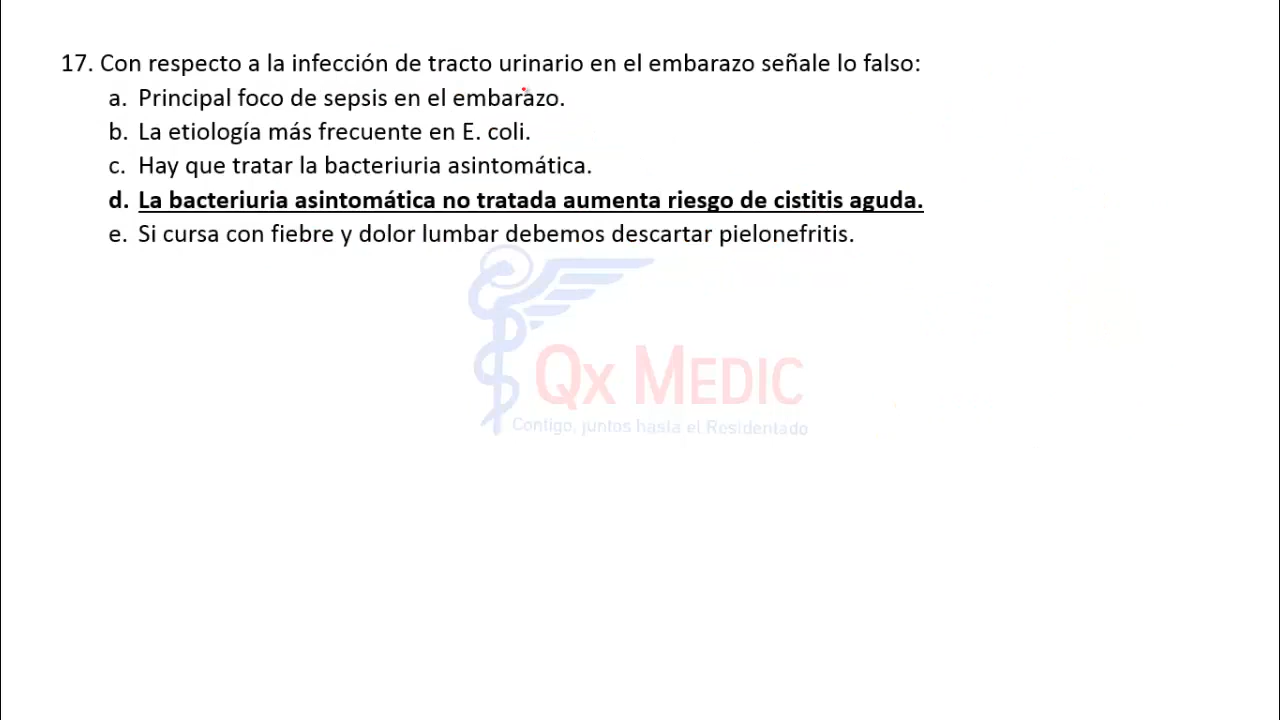 17. Con respecto a la infección de tracto urinario en el embarazo señale lo falso:
a. Principal foco de sepsis en el embarazo.
b. La etiología más frecuente en E. coli.
c. Hay que tratar la bacteriuria asintomática.
d. La bacteriuria asintomática no tratada aumenta riesgo de cistitis aguda.
e. Si cursa con fiebre y dolor lumbar debemos descartar pielonefritis.
Qx MEDIC
Contigo, juntos hasta el Residentado